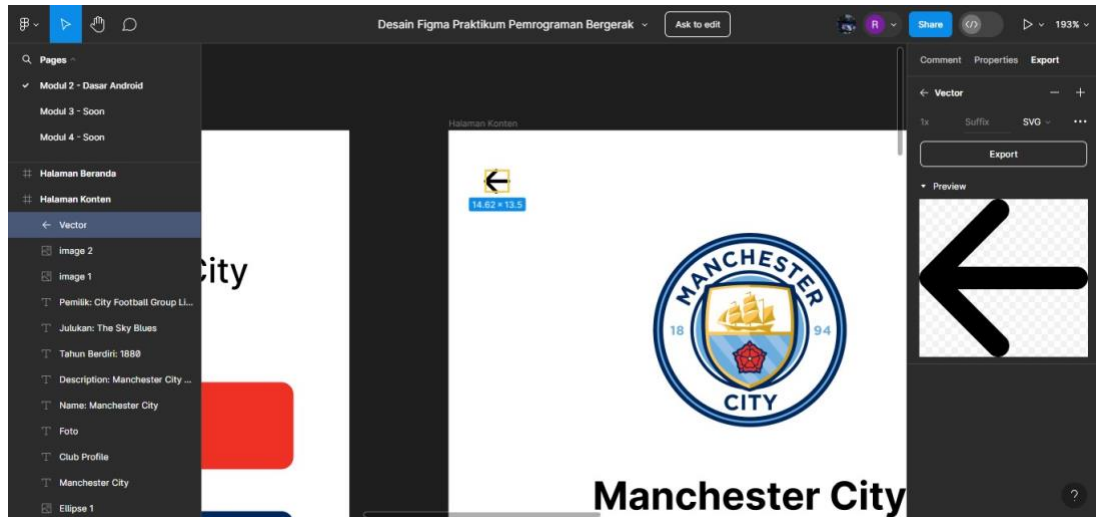 Desain Figma Praktikum Pemrograman Bergerak
Ask to edit
R
Share
193%
Pages
Modul 2 - Dasar Android
Modul 3 - Soon
Modul 4 - Soon
Halaman Beranda
Halaman Konten
Vector
image 2
image 1
Pemilik: City Football Group Li...
Julukan: The Sky Blues
Tahun Berdiri: 1880
Description: Manchester City ...
Name: Manchester City
Foto
Club Profile
Manchester City
Ellipse 1
City
Halaman Konten
14.62 × 13.5
MANCHESTER
18 94
CITY
Manchester City
Comment Properties Export
Vector
1x Suffix SVG
Export
Preview
?